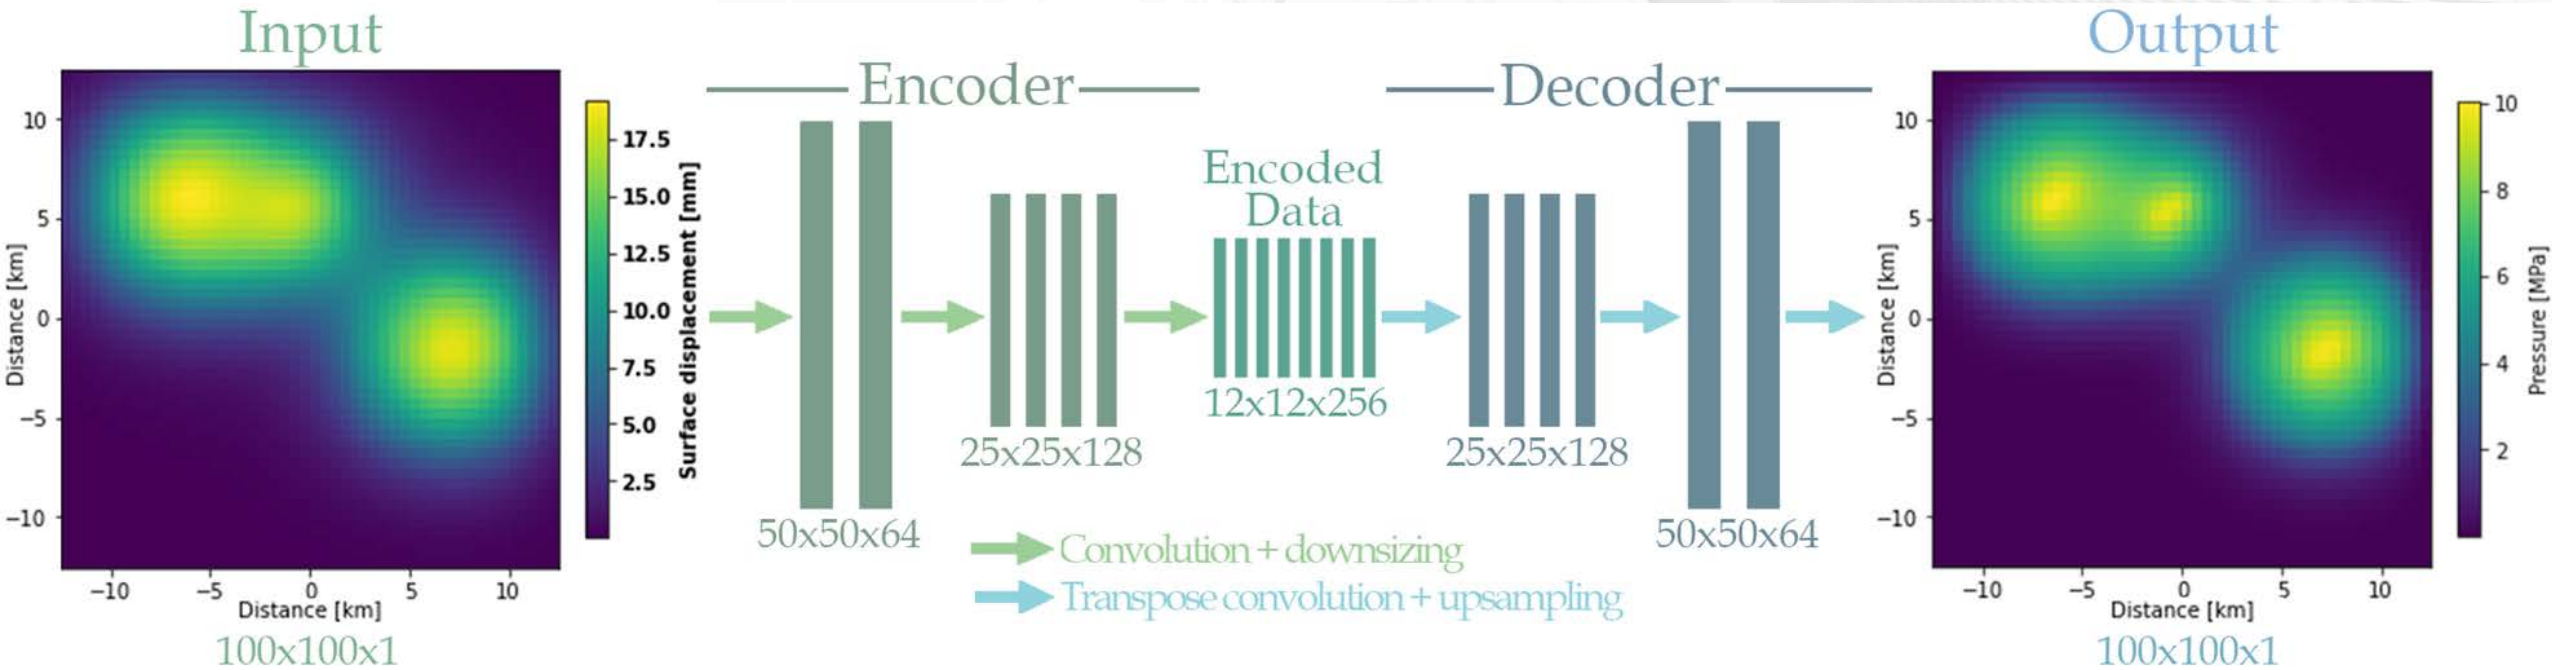 Input
10
5
0
−5
−10
Distance [km]
−10
−5
0
5
10
Distance [km]
100x100x1
17.5
15.0
12.5
10.0
7.5
5.0
2.5
Surface displacement [mm]
Encoder
50x50x64
25x25x128
Encoded
Data
12x12x256
Decoder
25x25x128
50x50x64
Convolution + downsizing
Transpose convolution + upsampling
Output
10
5
0
−5
−10
Distance [km]
−10
−5
0
5
10
Distance [km]
100x100x1
10
8
6
4
2
Pressure [MPa]